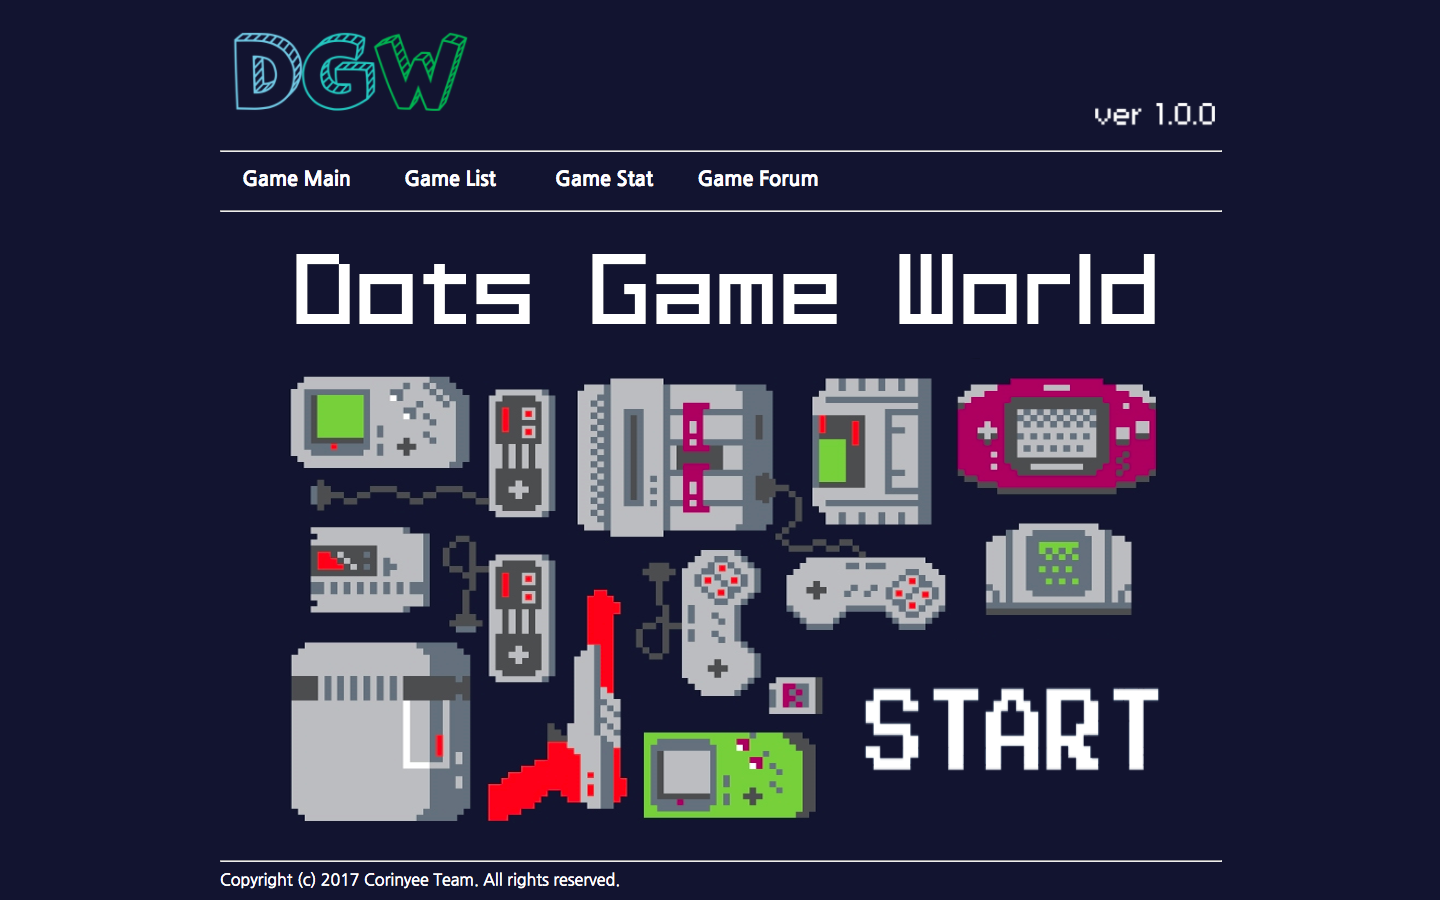 DGW
ver 1.0.0
Game Main Game List Game Stat Game Forum
Dots Game World
START
Copyright (c) 2017 Corinyee Team. All rights reserved.